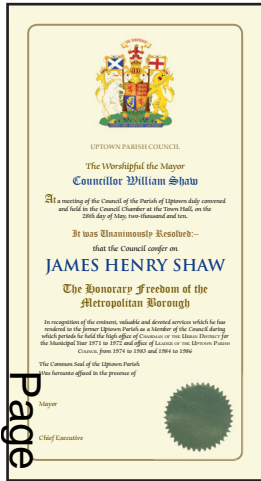 UPTOWN PARISH COUNCIL
The Worshipful the Mayor
Councillor William Shaw
At a meeting of the Council of the Parish of Uptown duly convened
and held in the Council Chamber at the Town Hall, on the
28th day of May, two-thousand and ten.
It was Unanimously Resolved:–
that the Council confer on
JAMES HENRY SHAW
The Honorary Freedom of the
Metropolitan Borough
In recognition of the eminent, valuable and devoted services which he has
rendered to the former Uptown Parish as a Member of the Council during
which periods he held the high office of CHAIRMAN OF THE URBAN DISTRICT for
the Municipal Year 1971 to 1972 and office of LEADER OF THE UPTOWN PARISH
COUNCIL from 1974 to 1983 and 1984 to 1986
The Common Seal of the Uptown Parish
Was hereunto affixed in the presence of
Mayor
Chief Executive
Page